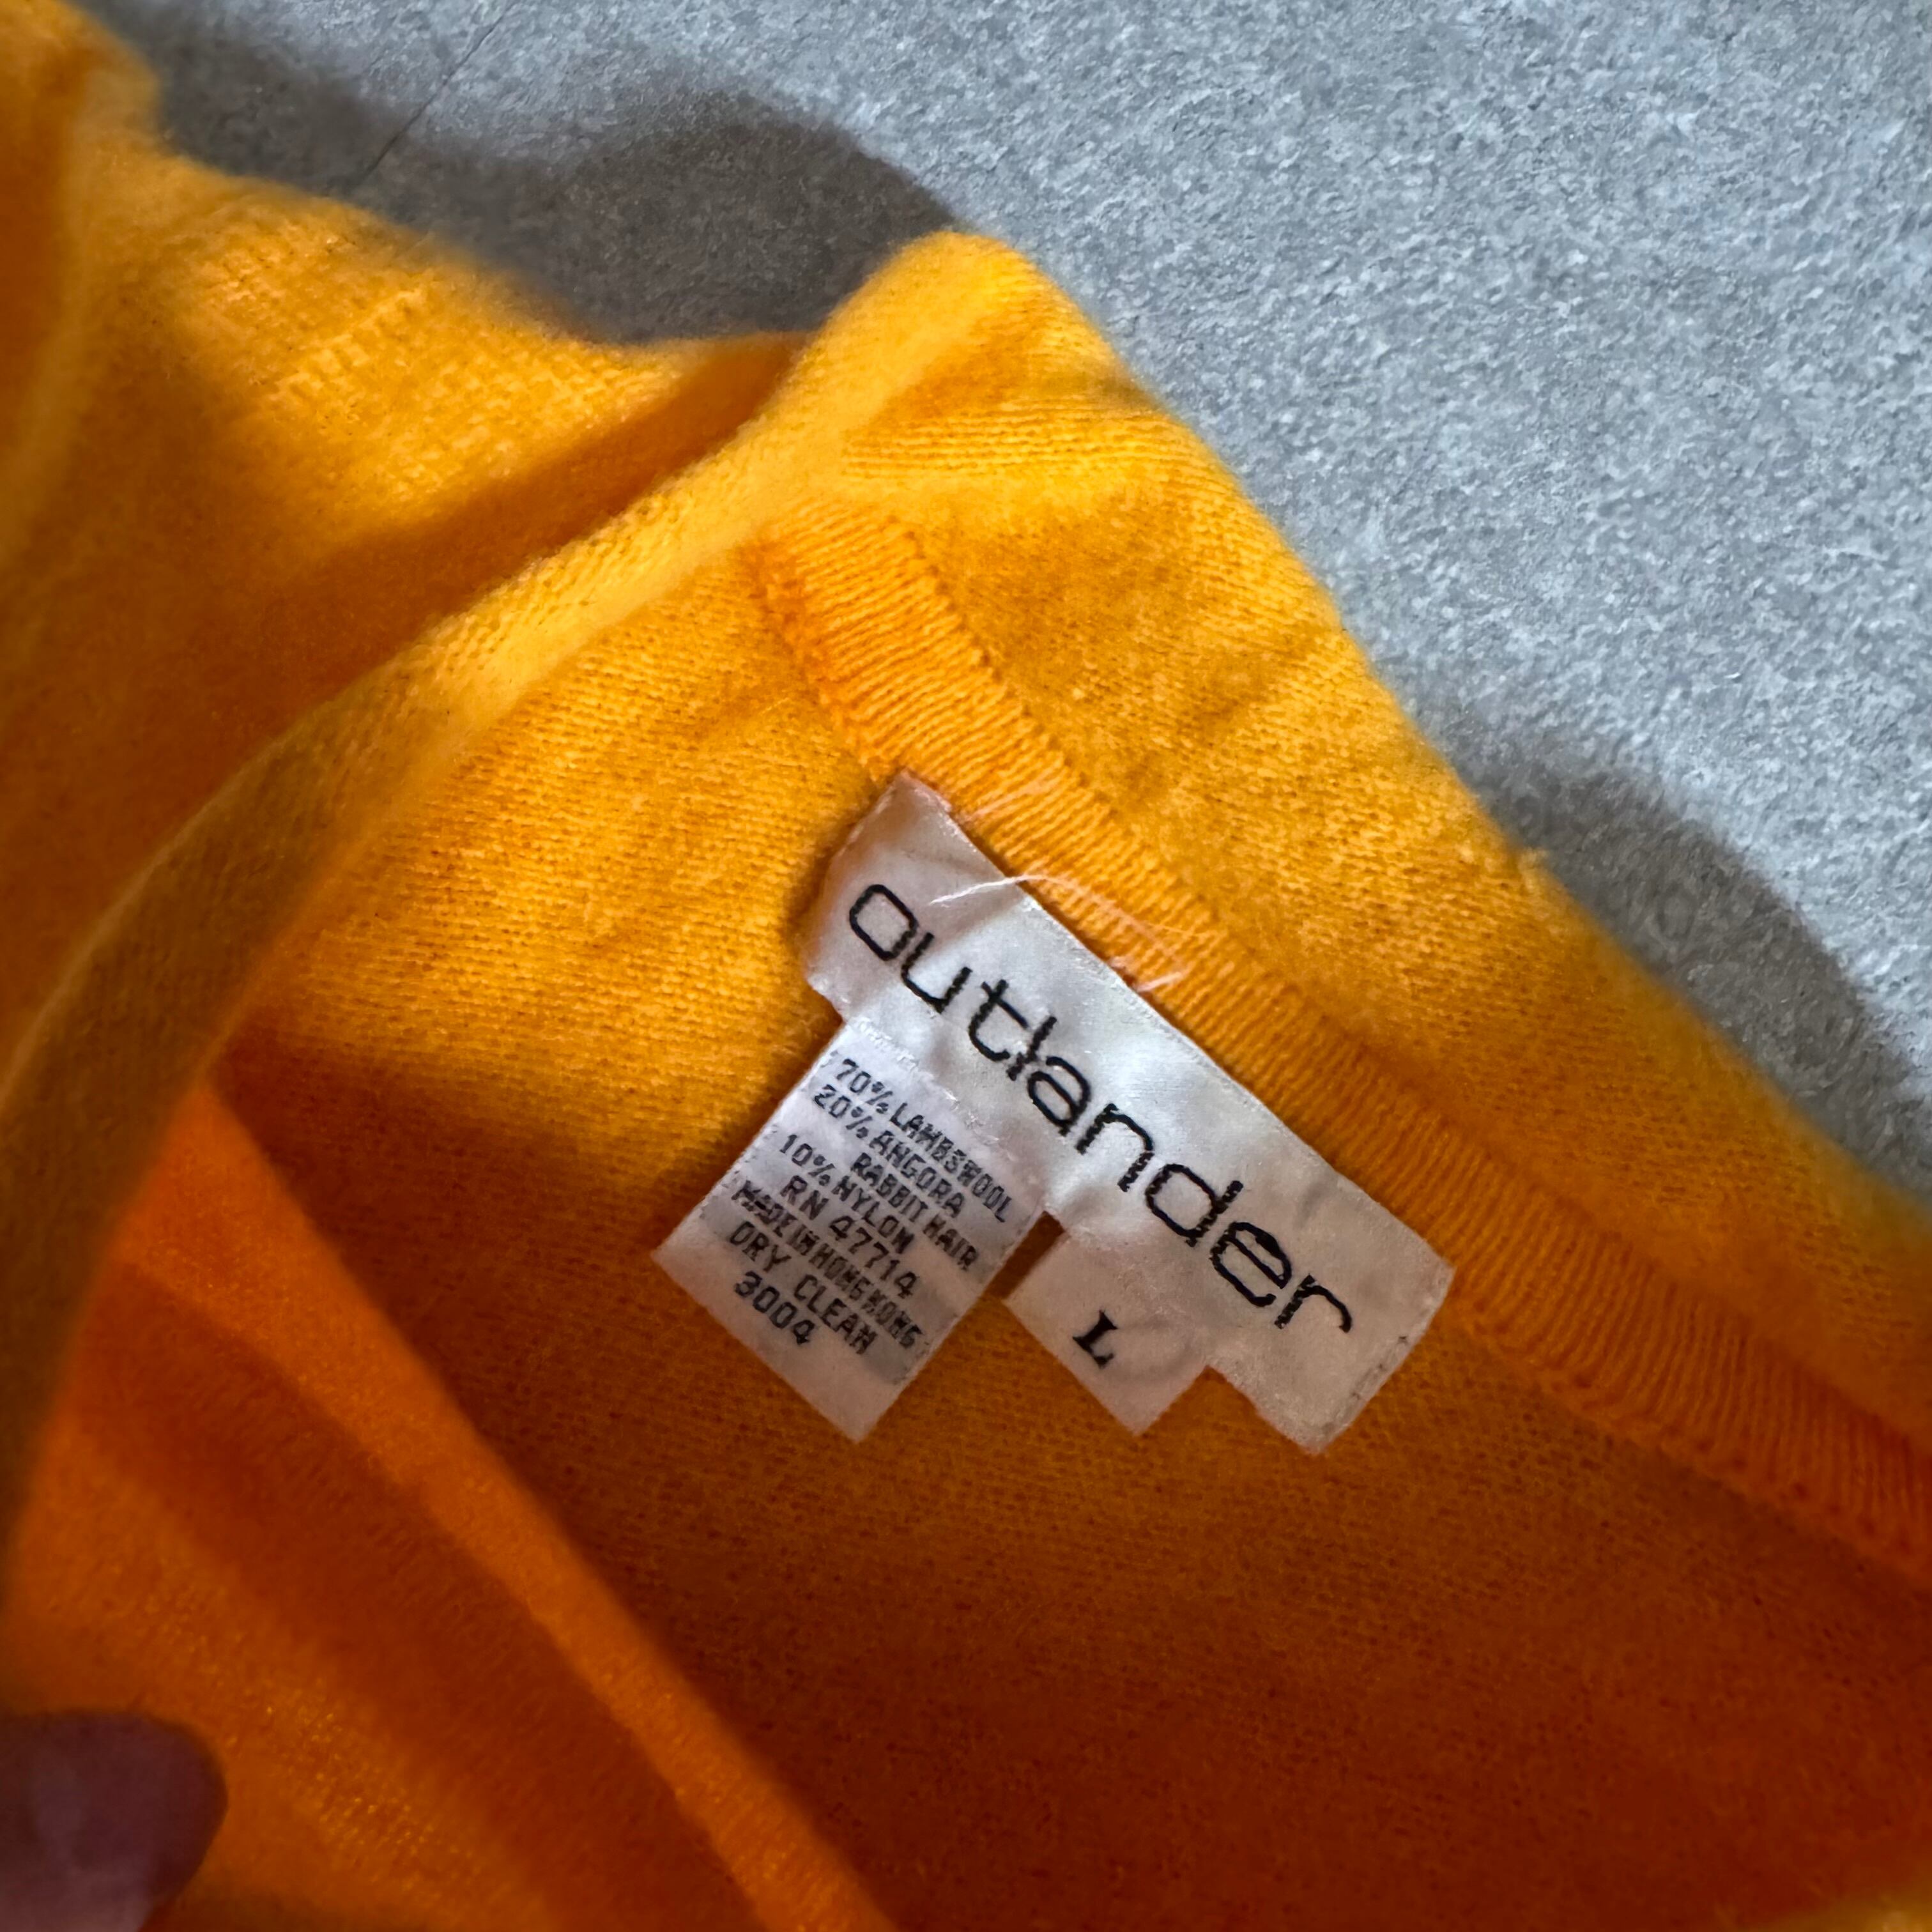 outlander
70% LAMBSWOOL
20% ANGORA
RABBIT HAIR
10% NYLON
RN 47714
MADE IN HONG KONG
DRY CLEAN
3004
L